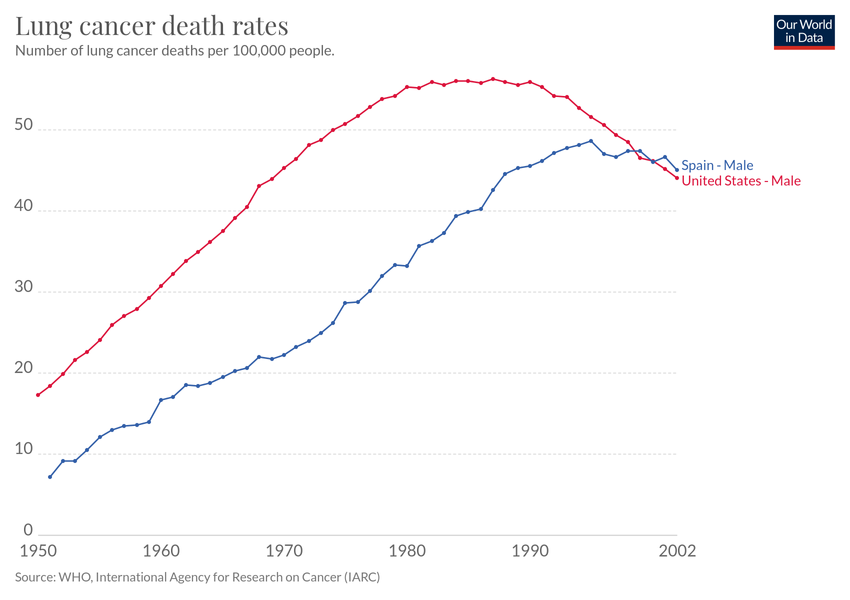 Lung cancer death rates
Number of lung cancer deaths per 100,000 people.
Our World
in Data
50
40
30
20
10
0
Spain - Male
United States - Male
1950 1960 1970 1980 1990 2002
Source: WHO, International Agency for Research on Cancer (IARC)